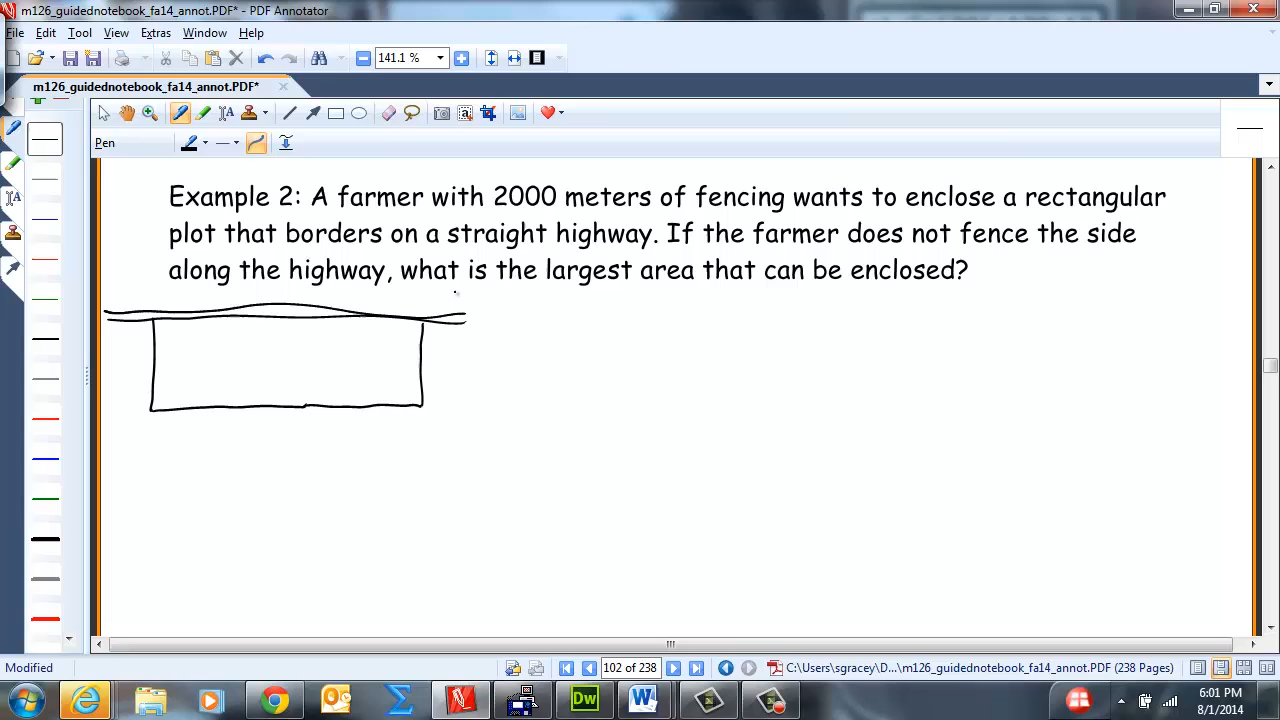 m126_guidednotebook_fa14_annot.PDF* - PDF Annotator
File Edit Tool View Extras Window Help
141.1 %
m126_guidednotebook_fa14_annot.PDF*
Pen
Example 2: A farmer with 2000 meters of fencing wants to enclose a rectangular
plot that borders on a straight highway. If the farmer does not fence the side
along the highway, what is the largest area that can be enclosed?
Modified
102 of 238
C:\Users\sgracey\D...\m126_guidednotebook_fa14_annot.PDF (238 Pages)
Dw
6:01 PM
8/1/2014